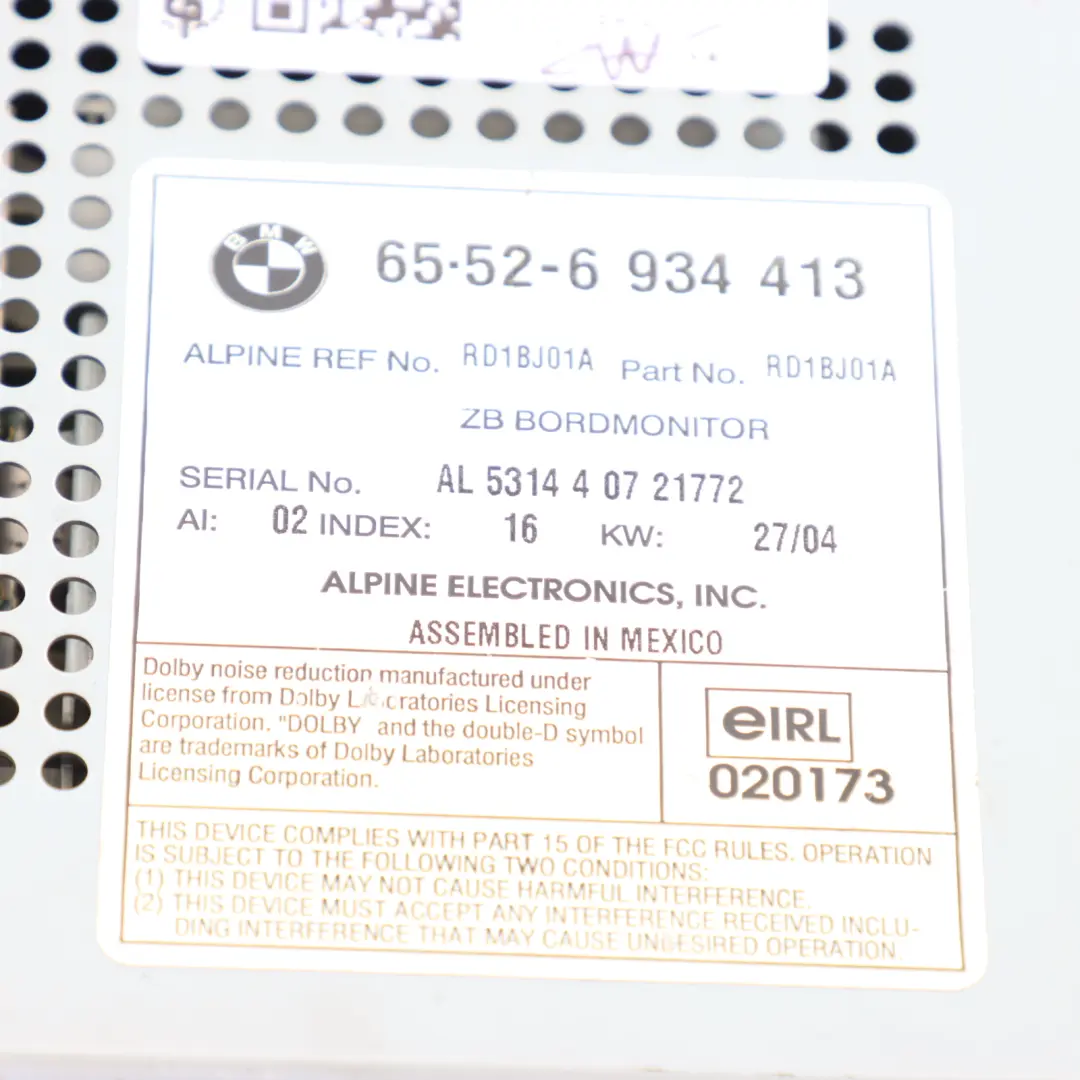 BMW
65·52-6 934 413
ALPINE REF No. RD1BJ01A Part No. RD1BJ01A
ZB BORDMONITOR
SERIAL No. AL 5314 4 07 21772
AI: 02 INDEX: 16 KW: 27/04
ALPINE ELECTRONICS, INC.
ASSEMBLED IN MEXICO
Dolby noise reduction manufactured under
license from Dolby Laboratories Licensing
Corporation. "DOLBY and the double-D symbol
are trademarks of Dolby Laboratories
Licensing Corporation.
eIRL
020173
THIS DEVICE COMPLIES WITH PART 15 OF THE FCC RULES. OPERATION
IS SUBJECT TO THE FOLLOWING TWO CONDITIONS:
(1) THIS DEVICE MAY NOT CAUSE HARMFUL INTERFERENCE.
(2) THIS DEVICE MUST ACCEPT ANY INTERFERENCE RECEIVED INCLU-
DING INTERFERENCE THAT MAY CAUSE UNDESIRED OPERATION.